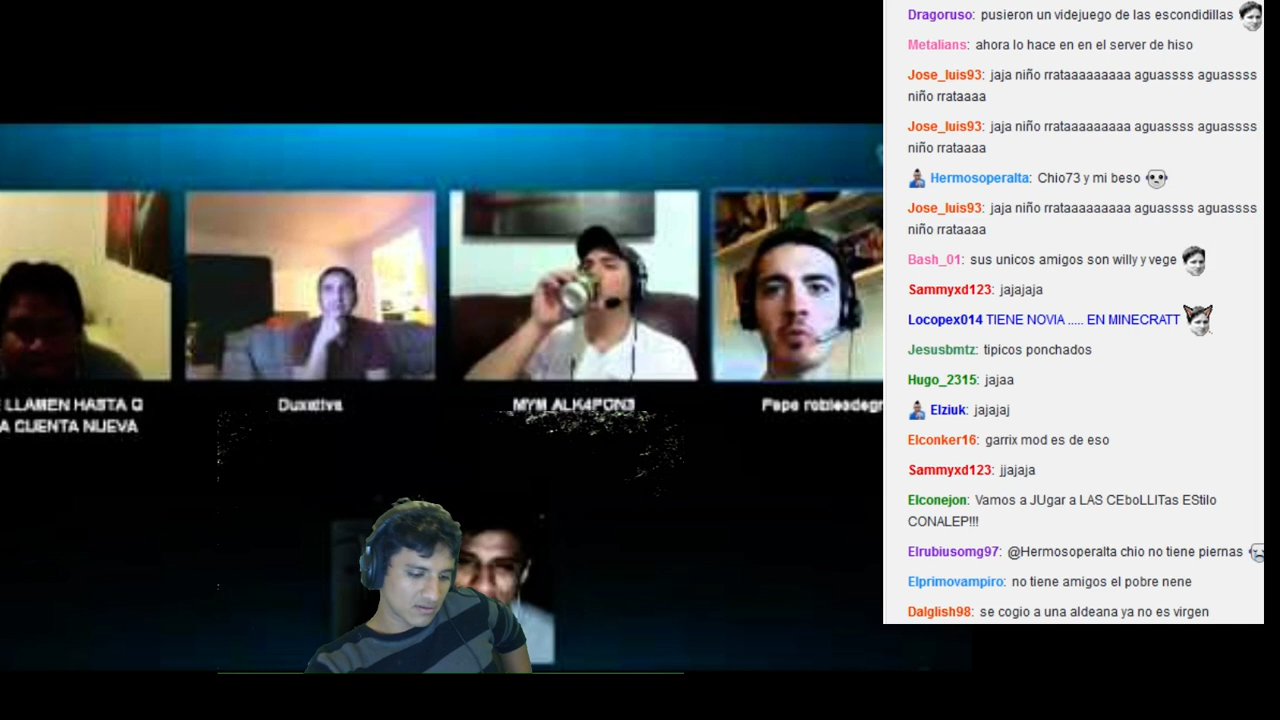 LLAMEN HASTA Q
A CUENTA NUEVA
Duxativa
MYM ALK4PON3
Pepe roblesdegr
Dragoruso: pusieron un videjuego de las escondidillas
Metalians: ahora lo hace en en el server de hiso
Jose_luis93: jaja niño rrataaaaaaaaa aguassss aguassss
niño rrataaaa
Jose_luis93: jaja niño rrataaaaaaaaa aguassss aguassss
niño rrataaaa
Hermosoperalta: Chio73 y mi beso
Jose_luis93: jaja niño rrataaaaaaaaa aguassss aguassss
niño rrataaaa
Bash_01: sus unicos amigos son willy y vege
Sammyxd123: jajajaja
Locopex014 TIENE NOVIA ..... EN MINECRATT
Jesusbmtz: tipicos ponchados
Hugo_2315: jajaa
Elziuk: jajajaj
Elconker16: garrix mod es de eso
Sammyxd123: jjajaja
Elconejon: Vamos a JUgar a LAS CEboLLITas EStilo
CONALEP!!!
Elrubiusomg97: @Hermosoperalta chio no tiene piernas
Elprimovampiro: no tiene amigos el pobre nene
Dalglish98: se cogio a una aldeana ya no es virgen